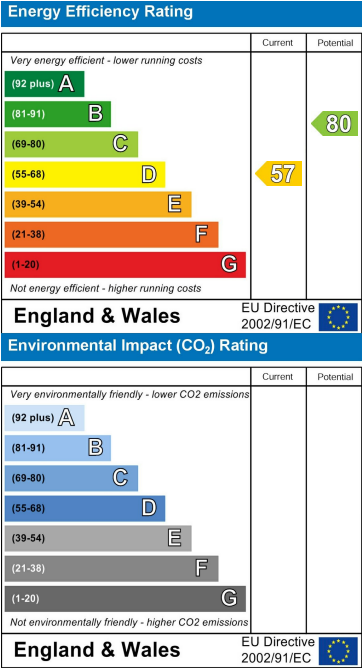 Energy Efficiency Rating
Current Potential
Very energy efficient - lower running costs
(92 plus) A
(81-91) B
(69-80) C
(55-68) D
(39-54) E
(21-38) F
(1-20) G
57
80
Not energy efficient - higher running costs
England & Wales
EU Directive
2002/91/EC
Environmental Impact (CO₂) Rating
Current Potential
Very environmentally friendly - lower CO2 emissions
(92 plus) A
(81-91) B
(69-80) C
(55-68) D
(39-54) E
(21-38) F
(1-20) G
Not environmentally friendly - higher CO2 emissions
England & Wales
EU Directive
2002/91/EC